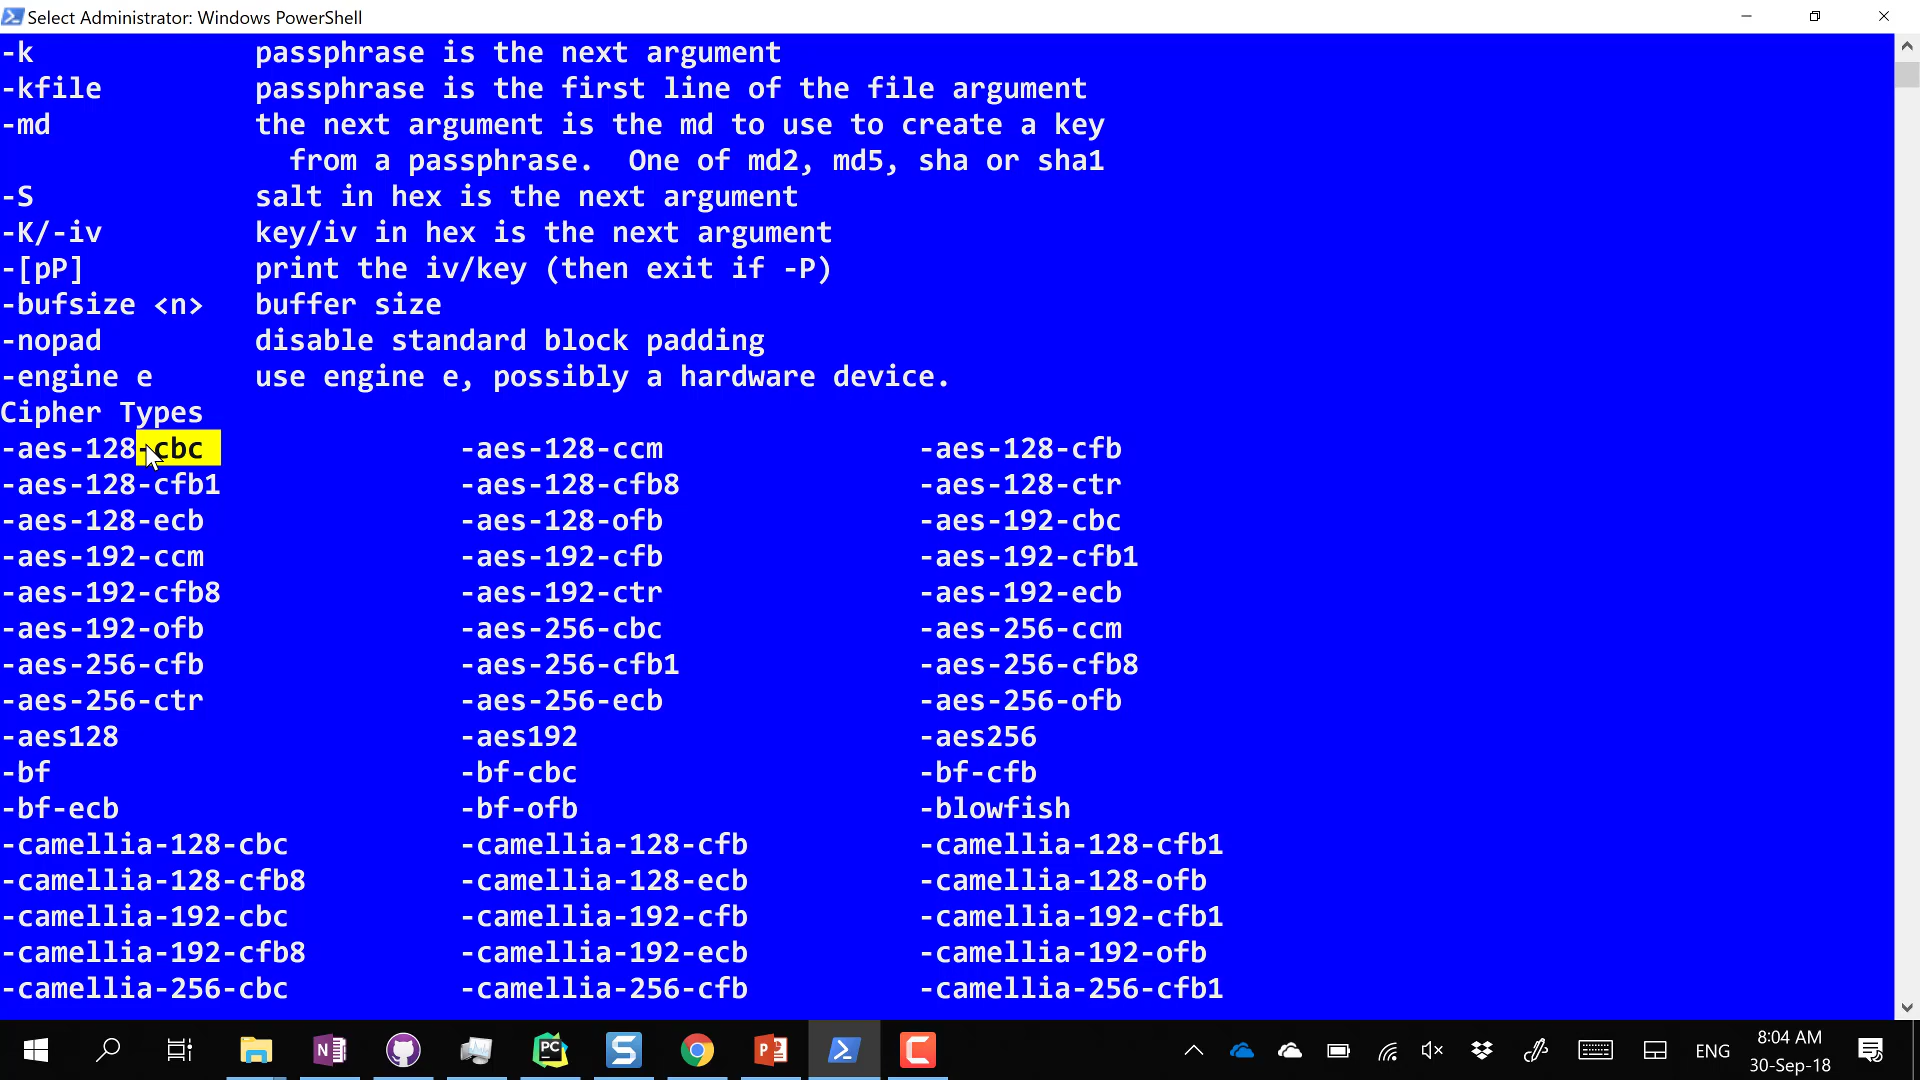 Select Administrator: Windows PowerShell
-k passphrase is the next argument
-kfile passphrase is the first line of the file argument
-md the next argument is the md to use to create a key
from a passphrase. One of md2, md5, sha or sha1
-S salt in hex is the next argument
-K/-iv key/iv in hex is the next argument
-[pP] print the iv/key (then exit if -P)
-bufsize <n> buffer size
-nopad disable standard block padding
-engine e use engine e, possibly a hardware device.
Cipher Types
-aes-128-cbc -aes-128-ccm -aes-128-cfb
-aes-128-cfb1 -aes-128-cfb8 -aes-128-ctr
-aes-128-ecb -aes-128-ofb -aes-192-cbc
-aes-192-ccm -aes-192-cfb -aes-192-cfb1
-aes-192-cfb8 -aes-192-ctr -aes-192-ecb
-aes-192-ofb -aes-256-cbc -aes-256-ccm
-aes-256-cfb -aes-256-cfb1 -aes-256-cfb8
-aes-256-ctr -aes-256-ecb -aes-256-ofb
-aes128 -aes192 -aes256
-bf -bf-cbc -bf-cfb
-bf-ecb -bf-ofb -blowfish
-camellia-128-cbc -camellia-128-cfb -camellia-128-cfb1
-camellia-128-cfb8 -camellia-128-ecb -camellia-128-ofb
-camellia-192-cbc -camellia-192-cfb -camellia-192-cfb1
-camellia-192-cfb8 -camellia-192-ecb -camellia-192-ofb
-camellia-256-cbc -camellia-256-cfb -camellia-256-cfb1
ENG
8:04 AM
30-Sep-18